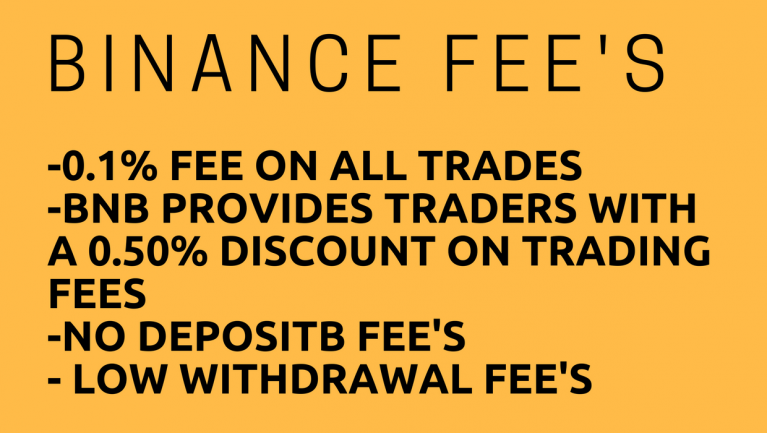 BINANCE FEE'S
-0.1% FEE ON ALL TRADES
-BNB PROVIDES TRADERS WITH
A 0.50% DISCOUNT ON TRADING
FEES
-NO DEPOSITB FEE'S
- LOW WITHDRAWAL FEE'S